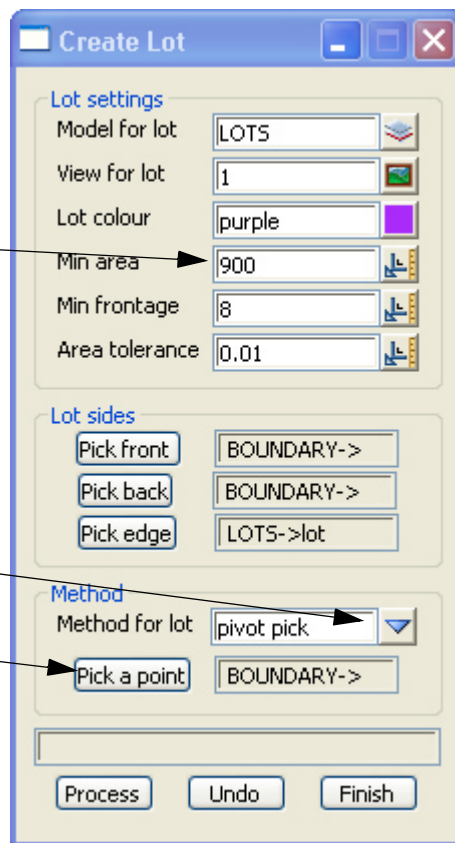 Create Lot
Lot settings
Model for lot LOTS
View for lot 1
Lot colour purple
Min area 900
Min frontage 8
Area tolerance 0.01
Lot sides
Pick front BOUNDARY->
Pick back BOUNDARY->
Pick edge LOTS->lot
Method
Method for lot pivot pick
Pick a point BOUNDARY->
Process Undo Finish